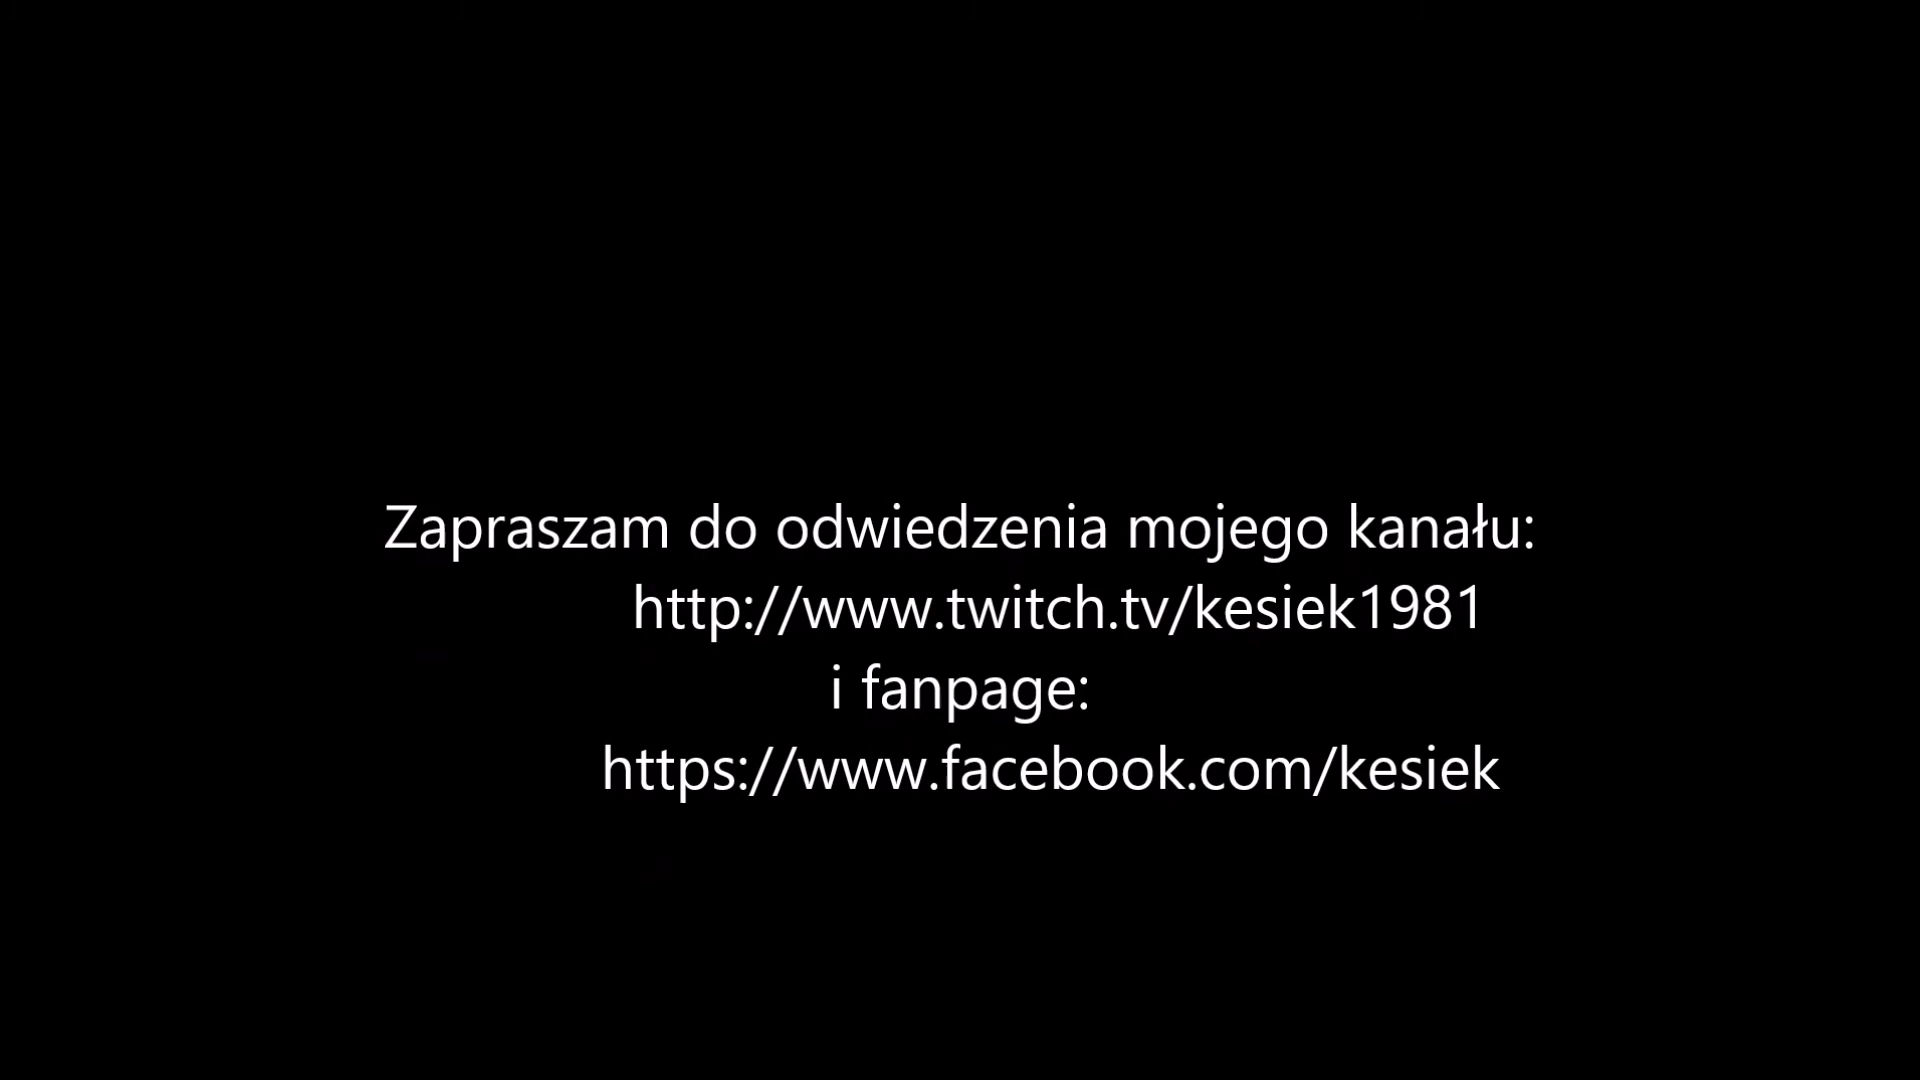 Zapraszam do odwiedzenia mojego kanału:
http://www.twitch.tv/kesiek1981
i fanpage:
https://www.facebook.com/kesiek